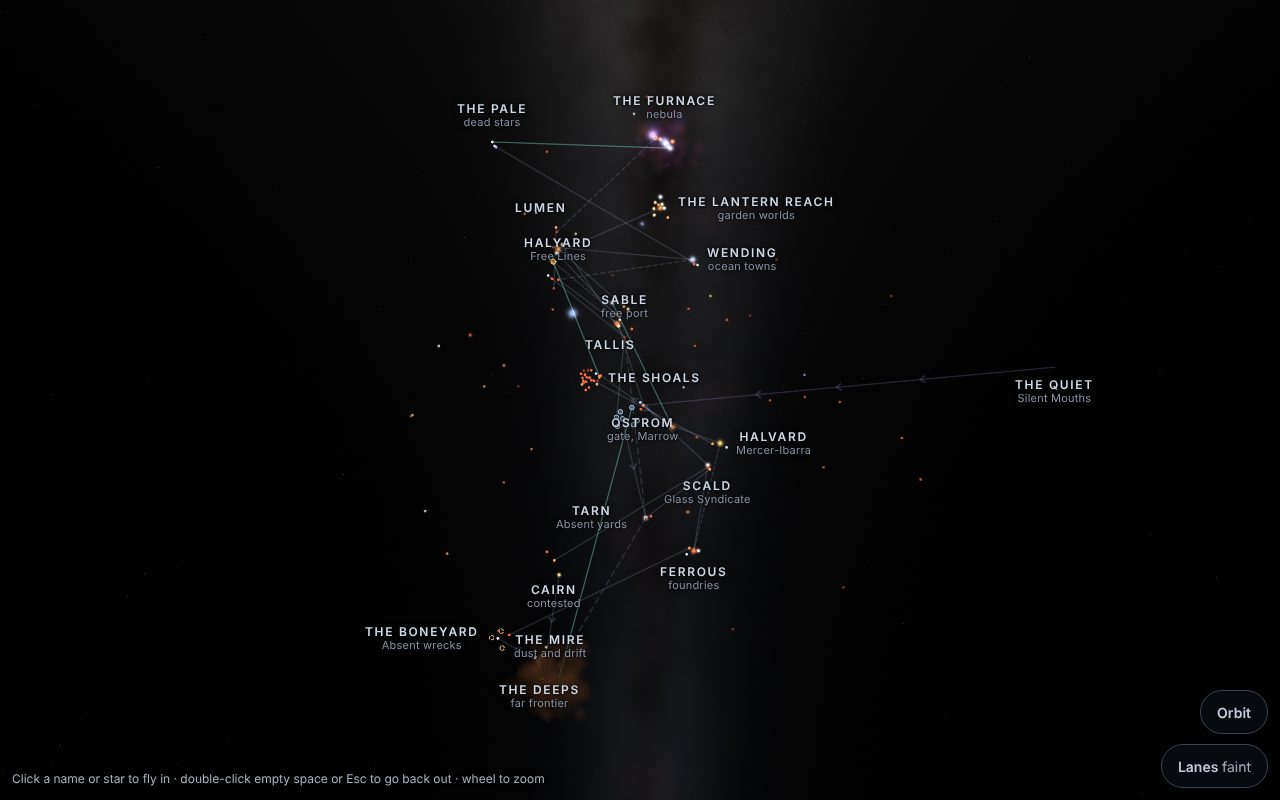 THE PALE
dead stars
THE FURNACE
nebula
THE LANTERN REACH
garden worlds
LUMEN
HALYARD
Free Lines
WENDING
ocean towns
SABLE
free port
TALLIS
THE SHOALS
THE QUIET
Silent Mouths
OSTROM
gate, Marrow
HALVARD
Mercer-Ibarra
SCALD
Glass Syndicate
TARN
Absent yards
FERROUS
foundries
CAIRN
contested
THE BONEYARD
Absent wrecks
THE MIRE
dust and drift
THE DEEPS
far frontier
Orbit
Lanes faint
Click a name or star to fly in · double-click empty space or Esc to go back out · wheel to zoom